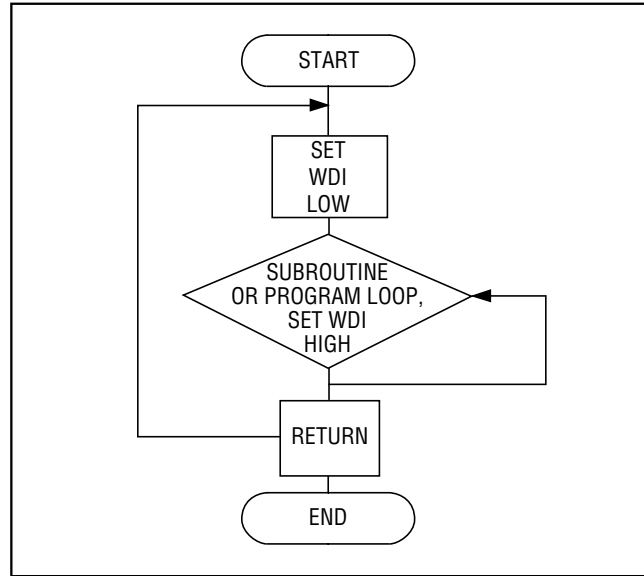 START
SET
WDI
LOW
SUBROUTINE
OR PROGRAM LOOP,
SET WDI
HIGH
RETURN
END